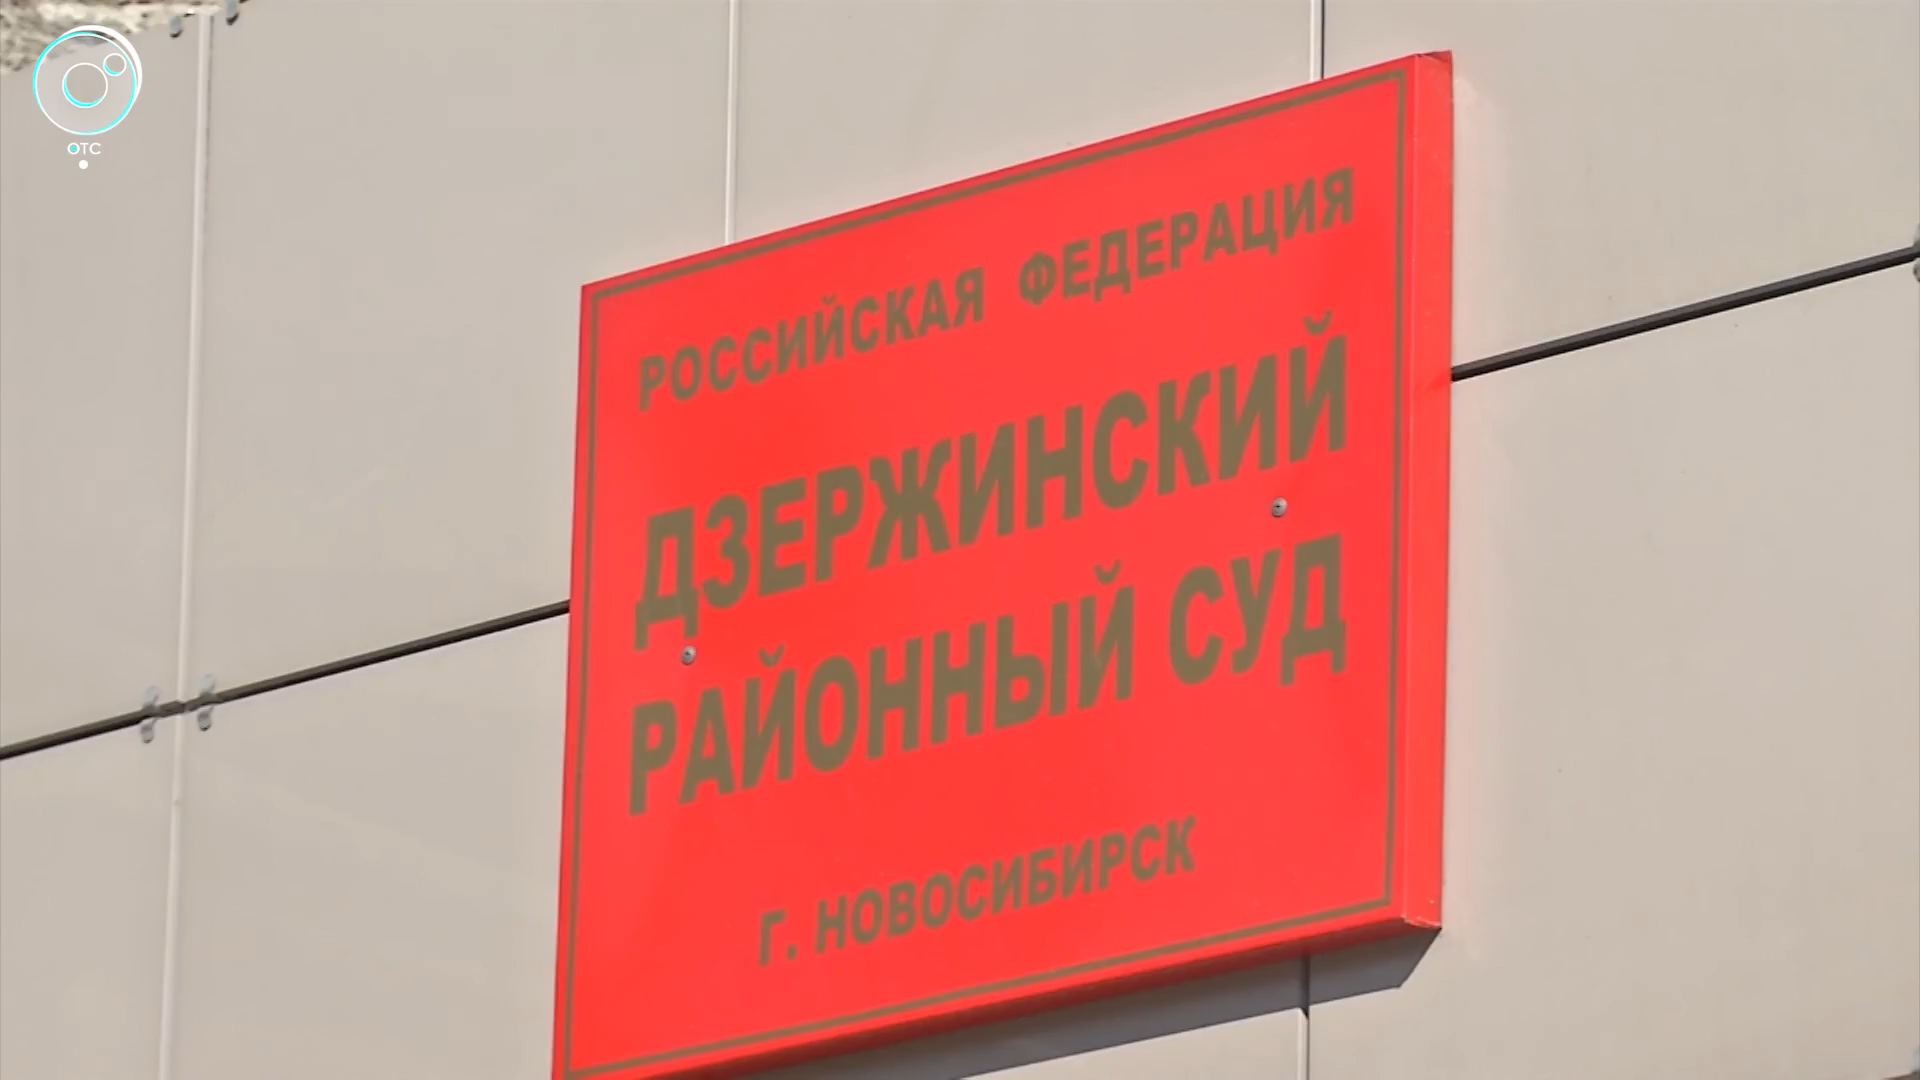 ОТС
РОССИЙСКАЯ ФЕДЕРАЦИЯ
ДЗЕРЖИНСКИЙ
РАЙОННЫЙ СУД
Г. НОВОСИБИРСК